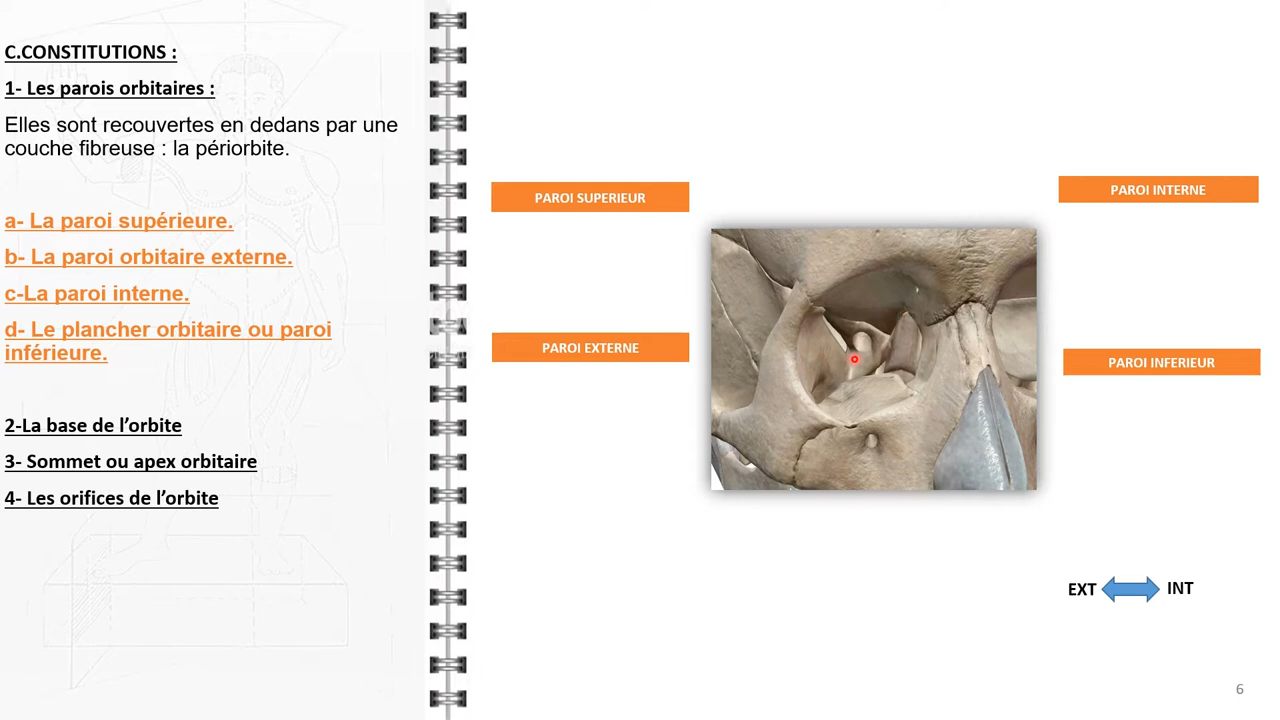 C.CONSTITUTIONS :
1- Les parois orbitaires :
Elles sont recouvertes en dedans par une
couche fibreuse : la périorbite.
a- La paroi supérieure.
b- La paroi orbitaire externe.
c-La paroi interne.
d- Le plancher orbitaire ou paroi
inférieure.
2-La base de l’orbite
3- Sommet ou apex orbitaire
4- Les orifices de l’orbite
PAROI SUPERIEUR
PAROI INTERNE
PAROI EXTERNE
PAROI INFERIEUR
EXT
INT
6